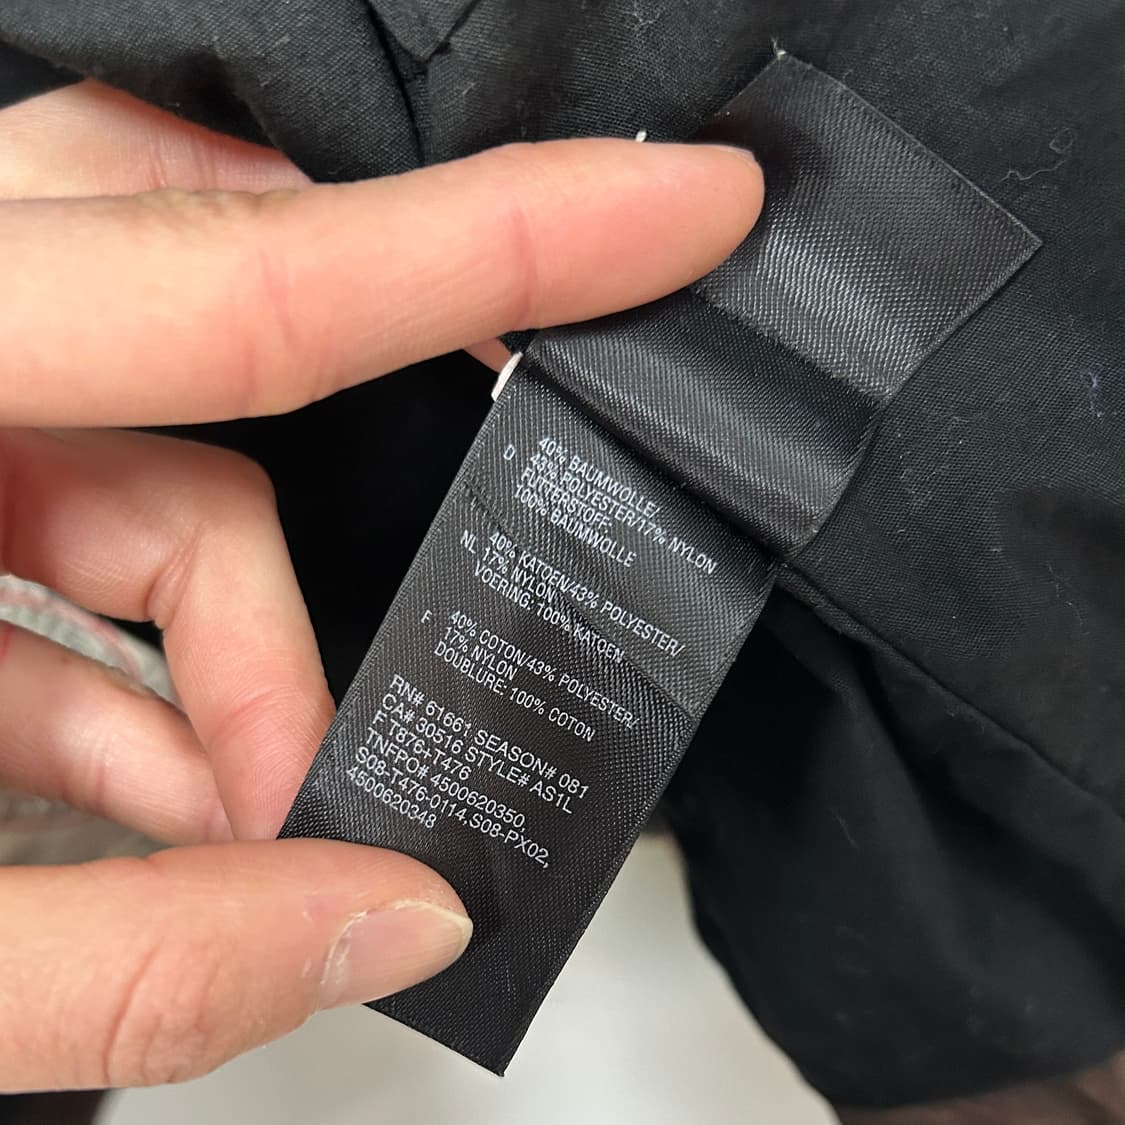 D 40% BAUMWOLLE/
43% POLYESTER/17% NYLON
FUTTERSTOFF:
100% BAUMWOLLE
40% KATOEN/43% POLYESTER/
NL 17% NYLON
VOERING: 100% KATOEN
40% COTON/43% POLYESTER/
F 17% NYLON
DOUBLURE: 100% COTON
RN# 61661 SEASON# 081
CA# 30516 STYLE# AS1L
F.T876+T476
TNFPO# 4500620350,
S08-T476-0114,S08-PX02,
4500620348